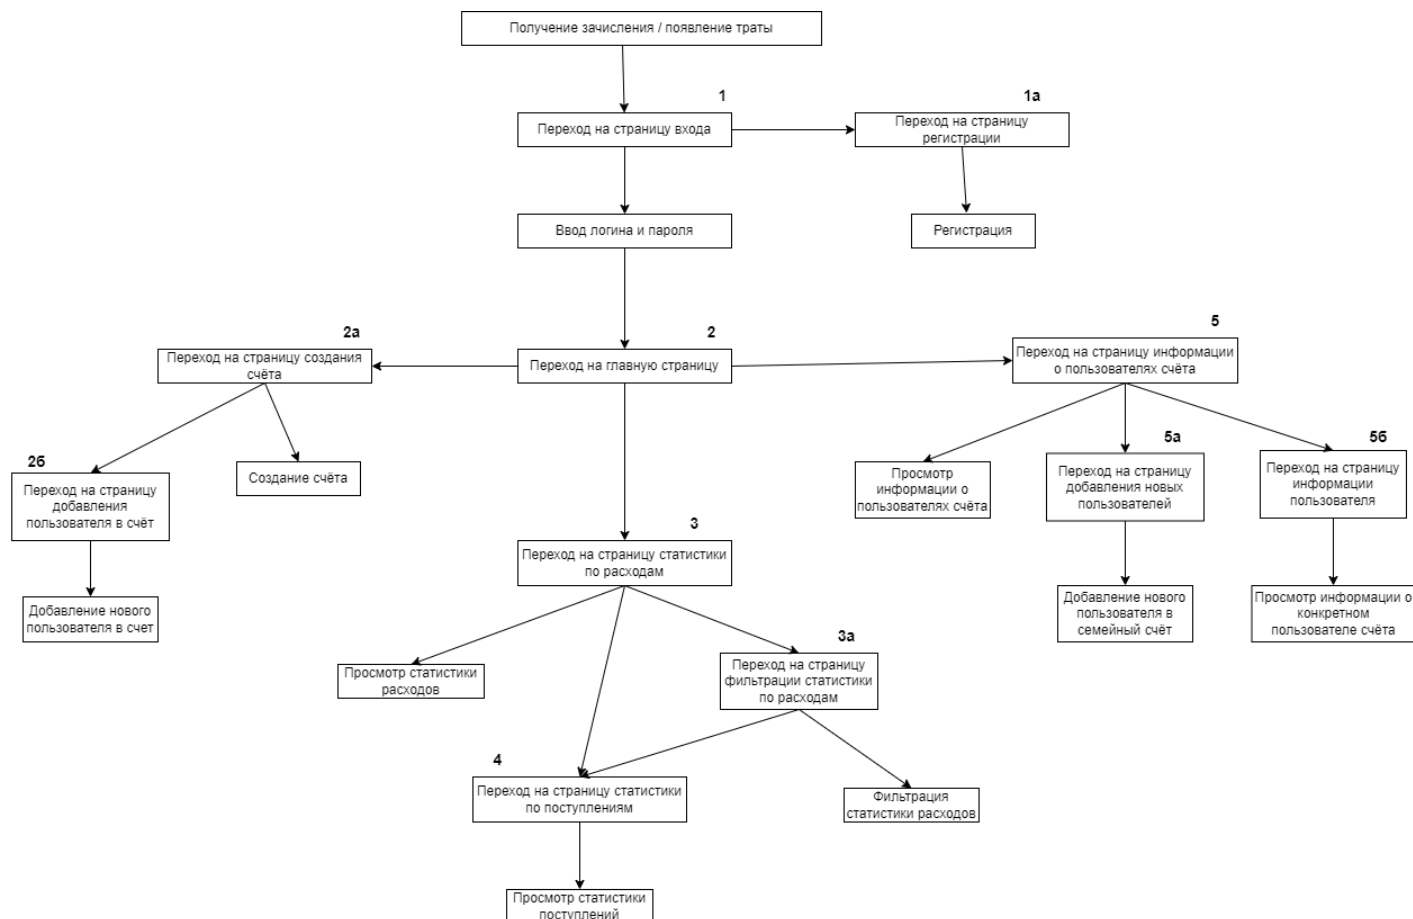 Получение зачисления / появление траты
1
1а
Переход на страницу входа
Переход на страницу
регистрации
Ввод логина и пароля
Регистрация
2а
2
5
Переход на страницу создания
счёта
Переход на главную страницу
Переход на страницу информации
о пользователях счёта
2б
5а
5б
Переход на страницу
добавления
пользователя в счёт
Создание счёта
Просмотр
информации о
пользователях счёта
Переход на страницу
добавления новых
пользователей
Переход на страницу
информации
пользователя
3
Переход на страницу статистики
по расходам
Добавление нового
пользователя в счет
Добавление нового
пользователя в
семейный счёт
Просмотр информации о
конкретном
пользователе счёта
3а
Просмотр статистики
расходов
Переход на страницу
фильтрации статистики
по расходам
4
Переход на страницу статистики
по поступлениям
Фильтрация
статистики расходов
Просмотр статистики
поступлений